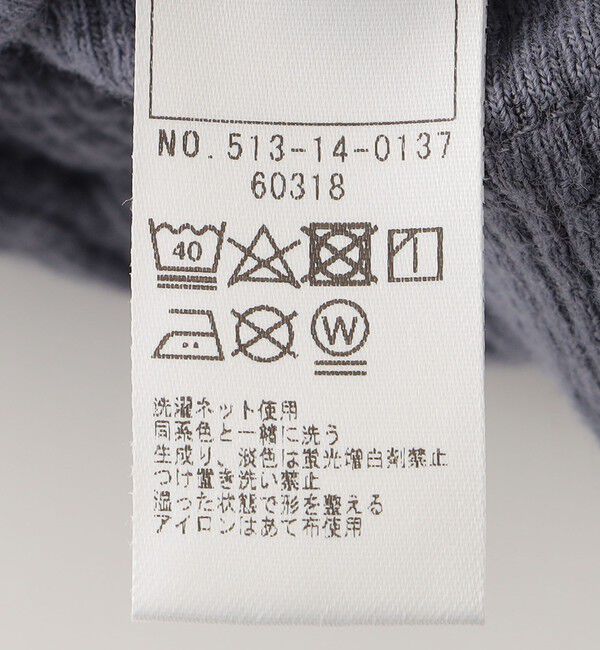 NO. 513-14-0137
60318
40
W
洗濯ネット使用
同系色と一緒に洗う
生成り、淡色は蛍光増白剤禁止
つけ置き洗い禁止
湿った状態で形を整える
アイロンはあて布使用